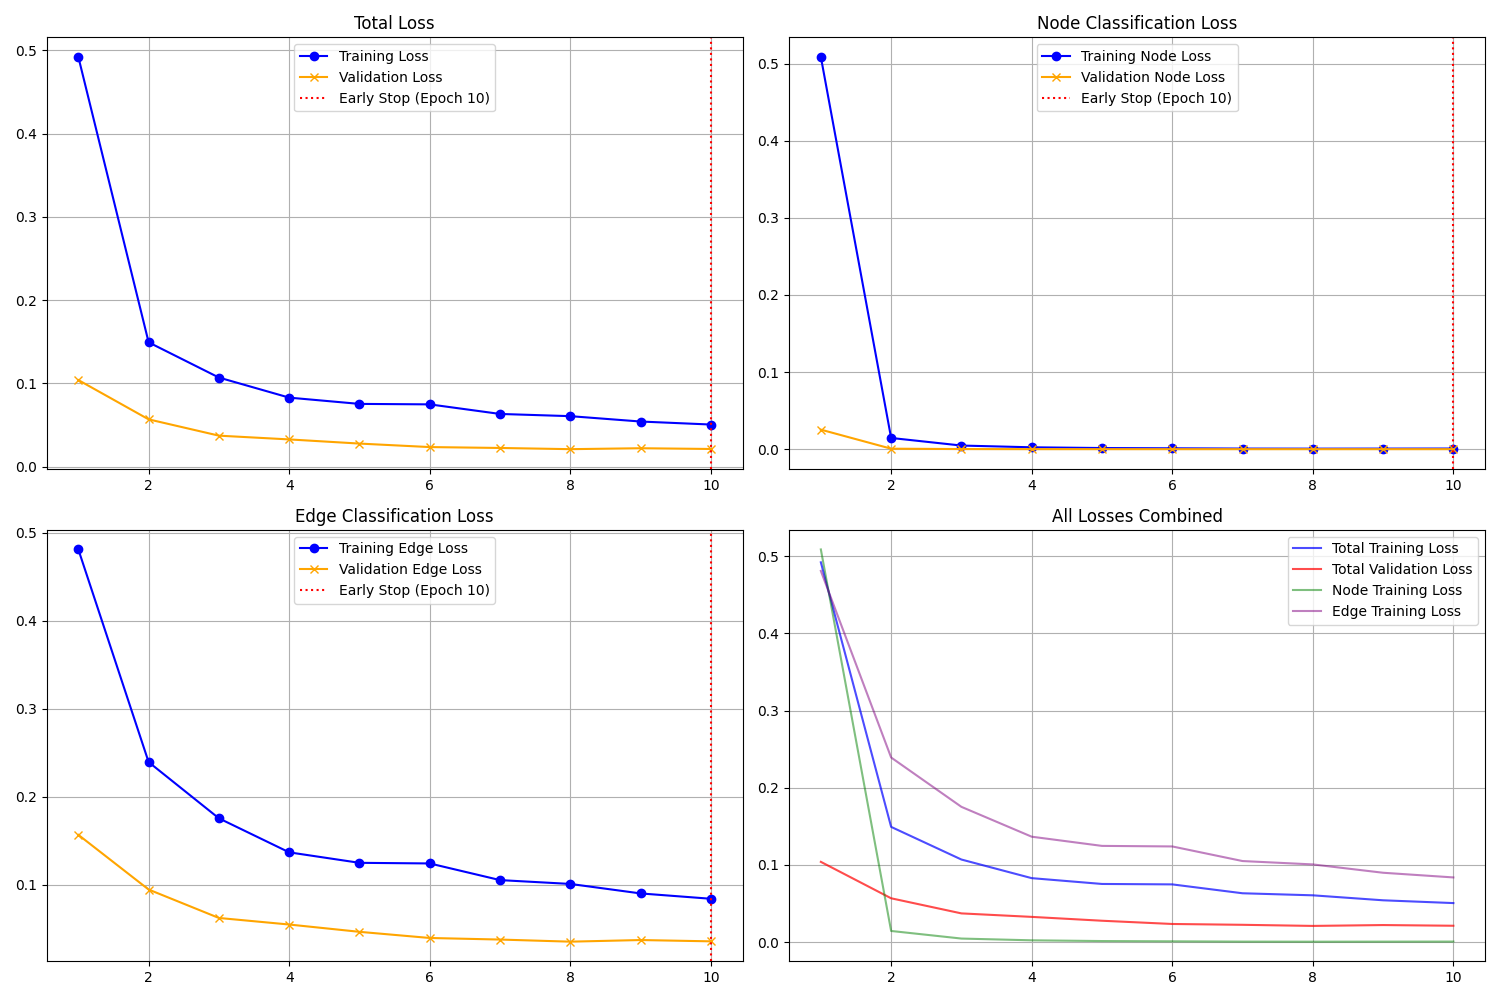 Total Loss
0.5
0.4
0.3
0.2
0.1
0.0
2
4
6
8
10
Training Loss
Validation Loss
Early Stop (Epoch 10)
Node Classification Loss
0.5
0.4
0.3
0.2
0.1
0.0
2
4
6
8
10
Training Node Loss
Validation Node Loss
Early Stop (Epoch 10)
Edge Classification Loss
0.5
0.4
0.3
0.2
0.1
2
4
6
8
10
Training Edge Loss
Validation Edge Loss
Early Stop (Epoch 10)
All Losses Combined
0.5
0.4
0.3
0.2
0.1
0.0
2
4
6
8
10
Total Training Loss
Total Validation Loss
Node Training Loss
Edge Training Loss